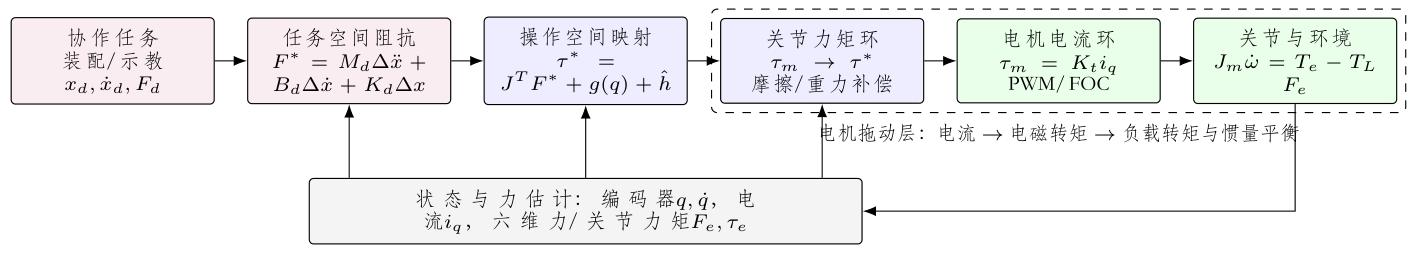 协作任务
装配/示教
x_d, ẋ_d, F_d
任务空间阻抗
F* = M_dΔẍ +
B_dΔẋ + K_dΔx
操作空间映射
τ* =
J^T F* + g(q) + ĥ
关节力矩环
τ_m → τ*
摩擦/重力补偿
电机电流环
τ_m = K_t i_q
PWM/FOC
关节与环境
J_m ω̇ = T_e − T_L
F_e
电机拖动层：电流 → 电磁转矩 → 负载转矩与惯量平衡
状态与力估计：编码器q, q̇，电
流i_q，六维力/关节力矩F_e, τ_e